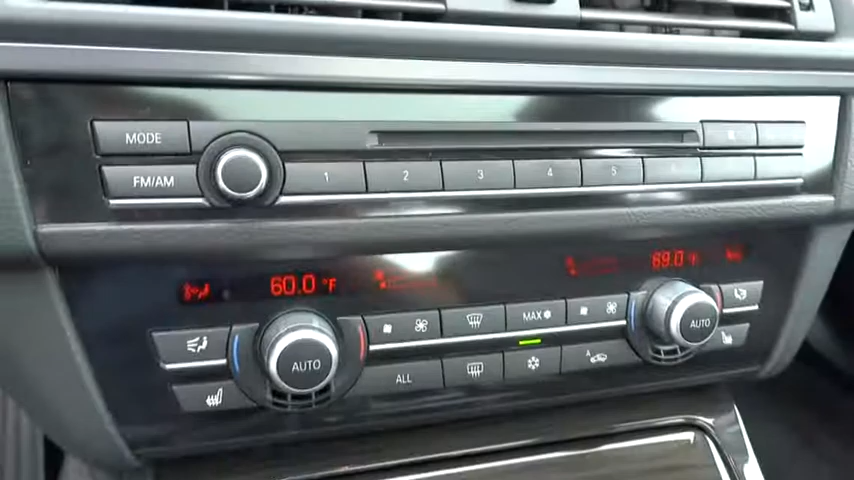 MODE
FM/AM 1 2 3 4 5
60.0 °F 69.0 °F
MAX
AUTO AUTO
ALL
A